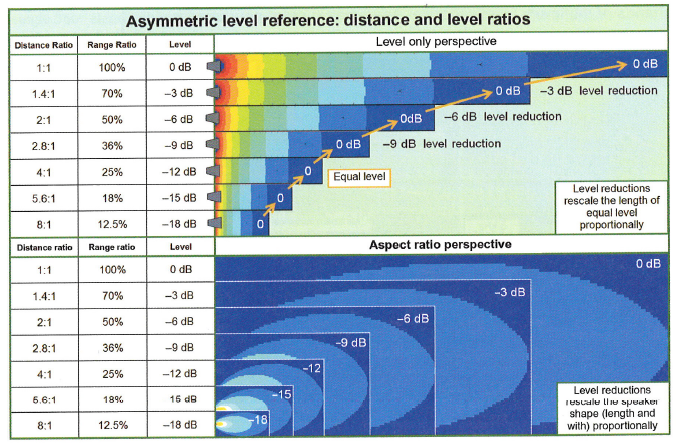 Asymmetric level reference: distance and level ratios
Distance Ratio Range Ratio Level
Level only perspective
1:1 100% 0 dB
0 dB
1.4:1 70% –3 dB
0 dB –3 dB level reduction
2:1 50% –6 dB
0dB –6 dB level reduction
2.8:1 36% –9 dB
0 dB –9 dB level reduction
4:1 25% –12 dB
0
Equal level
5.6:1 18% –15 dB
0
8:1 12.5% –18 dB
0
Level reductions
rescale the length of
equal level
proportionally
Distance ratio Range ratio Level
Aspect ratio perspective
1:1 100% 0 dB
0 dB
1.4:1 70% –3 dB
–3 dB
2:1 50% –6 dB
–6 dB
2.8:1 36% –9 dB
–9 dB
4:1 25% –12 dB
–12
5.6:1 18% 15 dB
–15
8:1 12.5% –18 dB
–18
Level reductions
rescale the speaker
shape (length and
with) proportionally